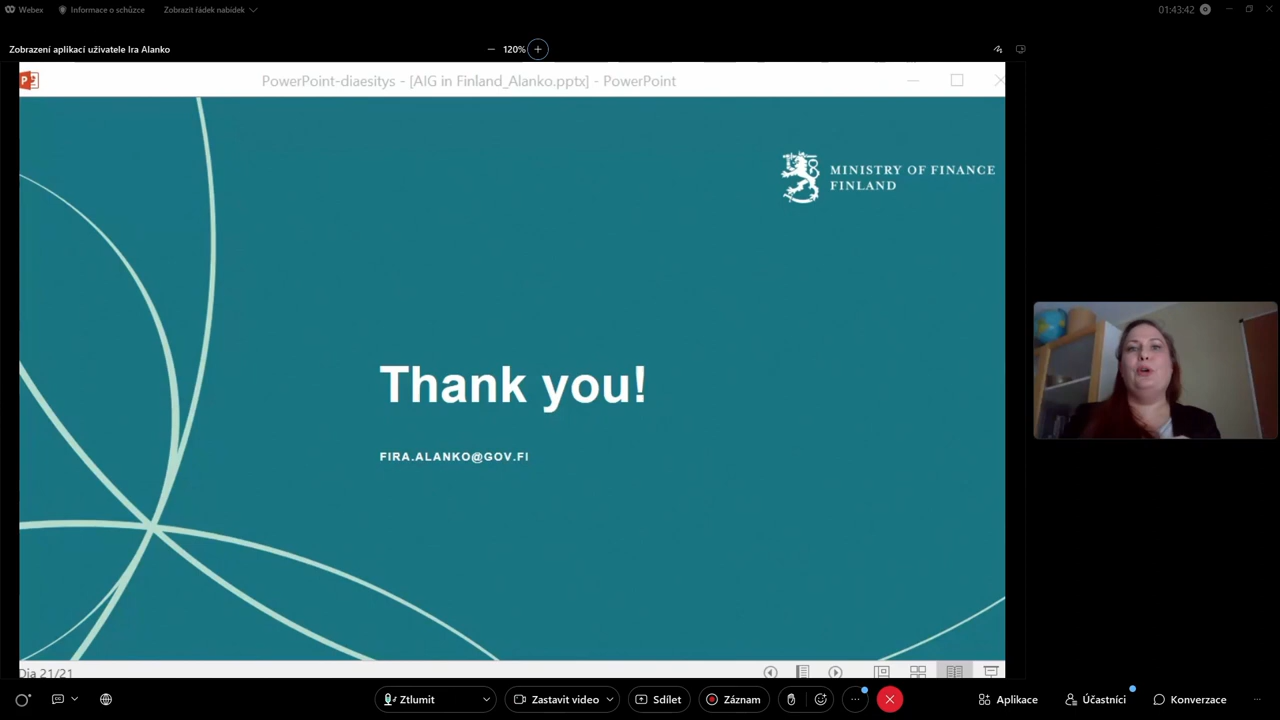 Webex
Informace o schůzce
Zobrazit řádek nabídek
01:43:42
Zobrazení aplikací uživatele Ira Alanko
120%
PowerPoint-diaesitys - [AIG in Finland_Alanko.pptx] - PowerPoint
MINISTRY OF FINANCE
FINLAND
Thank you!
FIRA.ALANKO@GOV.FI
Dia 21/21
Ztlumit
Zastavit video
Sdílet
Záznam
Aplikace
Účastníci
Konverzace